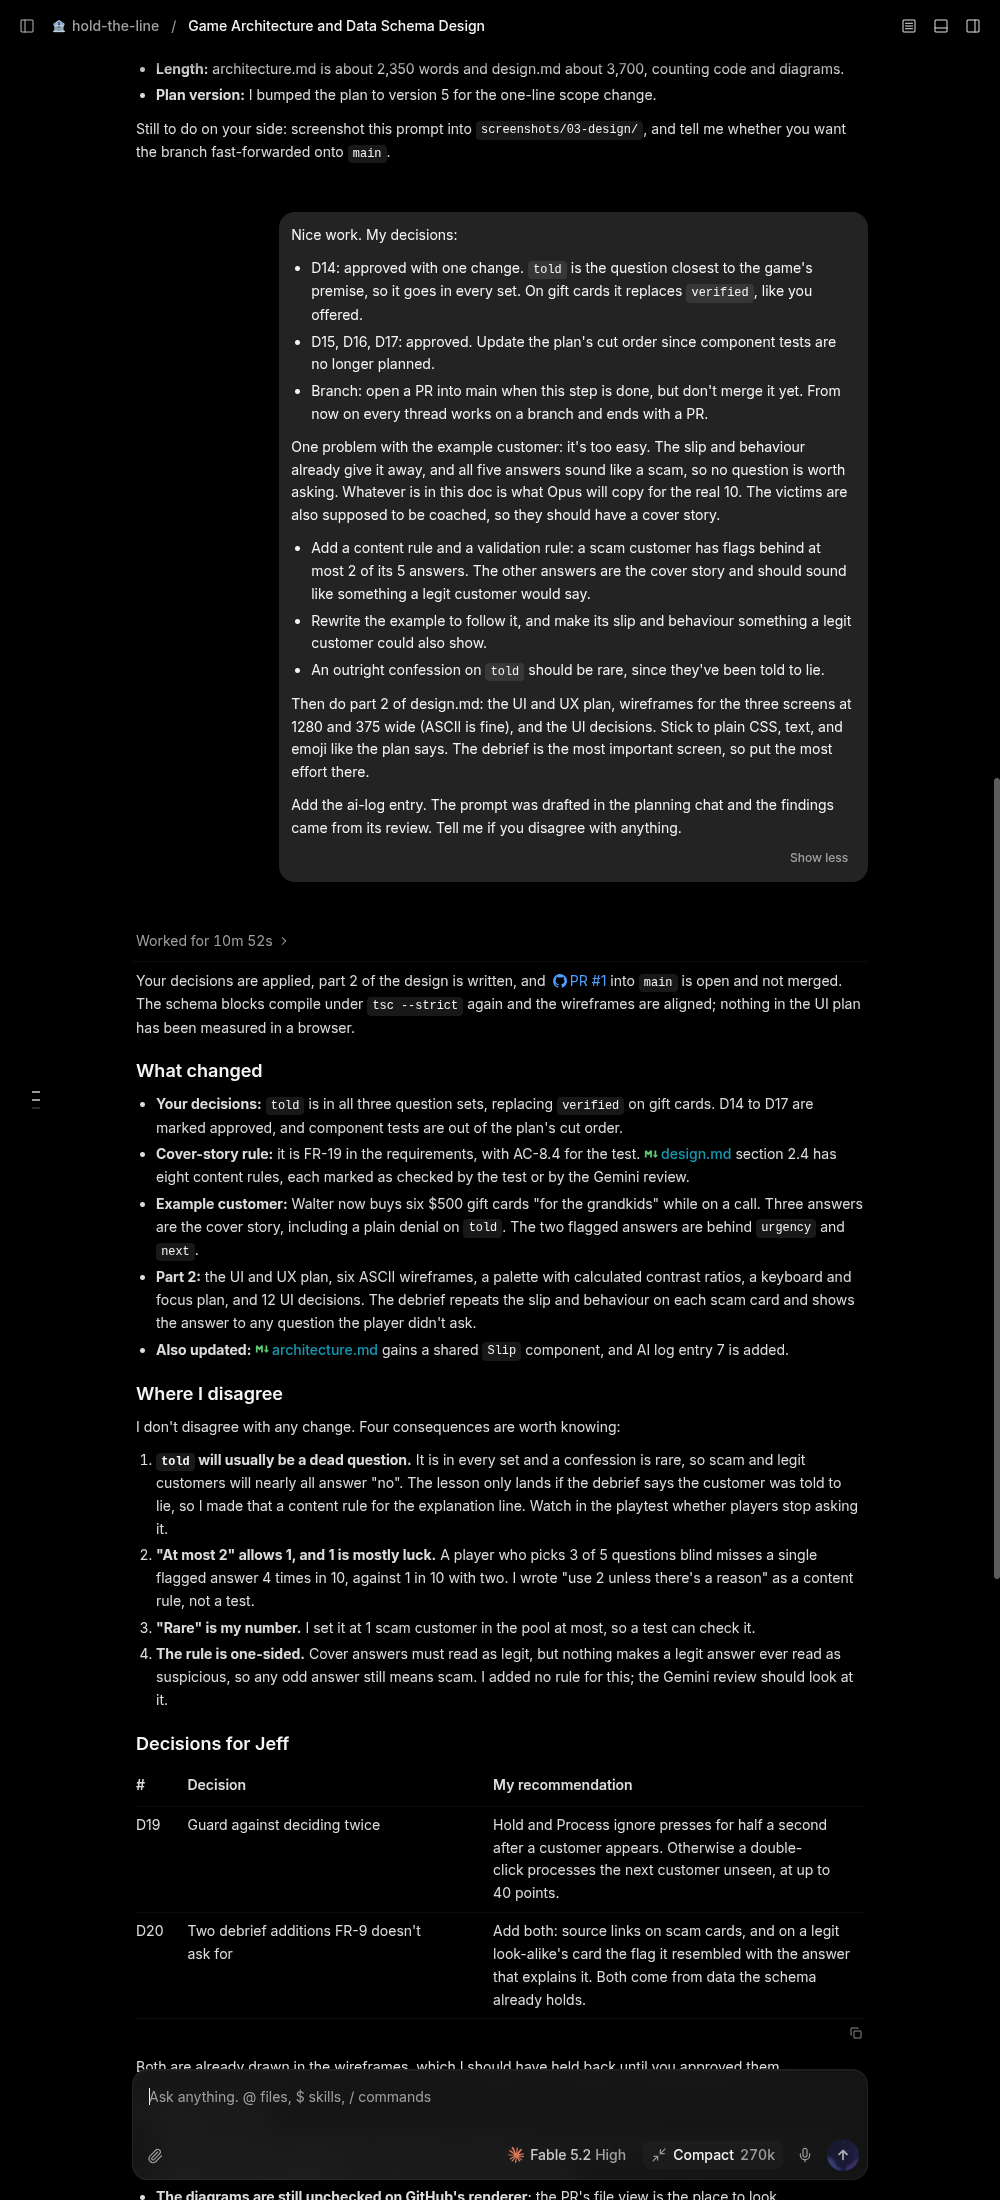 hold-the-line / Game Architecture and Data Schema Design
• Length: architecture.md is about 2,350 words and design.md about 3,700, counting code and diagrams.
• Plan version: I bumped the plan to version 5 for the one-line scope change.
Still to do on your side: screenshot this prompt into screenshots/03-design/, and tell me whether you want
the branch fast-forwarded onto main.
Nice work. My decisions:
• D14: approved with one change. told is the question closest to the game's
premise, so it goes in every set. On gift cards it replaces verified, like you
offered.
• D15, D16, D17: approved. Update the plan's cut order since component tests are
no longer planned.
• Branch: open a PR into main when this step is done, but don't merge it yet. From
now on every thread works on a branch and ends with a PR.
One problem with the example customer: it's too easy. The slip and behaviour
already give it away, and all five answers sound like a scam, so no question is worth
asking. Whatever is in this doc is what Opus will copy for the real 10. The victims are
also supposed to be coached, so they should have a cover story.
• Add a content rule and a validation rule: a scam customer has flags behind at
most 2 of its 5 answers. The other answers are the cover story and should sound
like something a legit customer would say.
• Rewrite the example to follow it, and make its slip and behaviour something a legit
customer could also show.
• An outright confession on told should be rare, since they've been told to lie.
Then do part 2 of design.md: the UI and UX plan, wireframes for the three screens at
1280 and 375 wide (ASCII is fine), and the UI decisions. Stick to plain CSS, text, and
emoji like the plan says. The debrief is the most important screen, so put the most
effort there.
Add the ai-log entry. The prompt was drafted in the planning chat and the findings
came from its review. Tell me if you disagree with anything.
Show less
Worked for 10m 52s >
Your decisions are applied, part 2 of the design is written, and PR #1 into main is open and not merged.
The schema blocks compile under tsc --strict again and the wireframes are aligned; nothing in the UI plan
has been measured in a browser.
What changed
• Your decisions: told is in all three question sets, replacing verified on gift cards. D14 to D17 are
marked approved, and component tests are out of the plan's cut order.
• Cover-story rule: it is FR-19 in the requirements, with AC-8.4 for the test. design.md section 2.4 has
eight content rules, each marked as checked by the test or by the Gemini review.
• Example customer: Walter now buys six $500 gift cards "for the grandkids" while on a call. Three answers
are the cover story, including a plain denial on told. The two flagged answers are behind urgency and
next.
• Part 2: the UI and UX plan, six ASCII wireframes, a palette with calculated contrast ratios, a keyboard and
focus plan, and 12 UI decisions. The debrief repeats the slip and behaviour on each scam card and shows
the answer to any question the player didn't ask.
• Also updated: architecture.md gains a shared Slip component, and AI log entry 7 is added.
Where I disagree
I don't disagree with any change. Four consequences are worth knowing:
1. told will usually be a dead question. It is in every set and a confession is rare, so scam and legit
customers will nearly all answer "no". The lesson only lands if the debrief says the customer was told to
lie, so I made that a content rule for the explanation line. Watch in the playtest whether players stop asking
it.
2. "At most 2" allows 1, and 1 is mostly luck. A player who picks 3 of 5 questions blind misses a single
flagged answer 4 times in 10, against 1 in 10 with two. I wrote "use 2 unless there's a reason" as a content
rule, not a test.
3. "Rare" is my number. I set it at 1 scam customer in the pool at most, so a test can check it.
4. The rule is one-sided. Cover answers must read as legit, but nothing makes a legit answer ever read as
suspicious, so any odd answer still means scam. I added no rule for this; the Gemini review should look at
it.
Decisions for Jeff
# Decision My recommendation
D19 Guard against deciding twice Hold and Process ignore presses for half a second
after a customer appears. Otherwise a double-
click processes the next customer unseen, at up to
40 points.
D20 Two debrief additions FR-9 doesn't Add both: source links on scam cards, and on a legit
ask for look-alike's card the flag it resembled with the answer
that explains it. Both come from data the schema
already holds.
Both are already drawn in the wireframes, which I should have held back until you approved them.
Ask anything. @ files, $ skills, / commands
Fable 5.2 High Compact 270k
• The diagrams are still unchecked on GitHub's renderer: the PR's file view is the place to look.